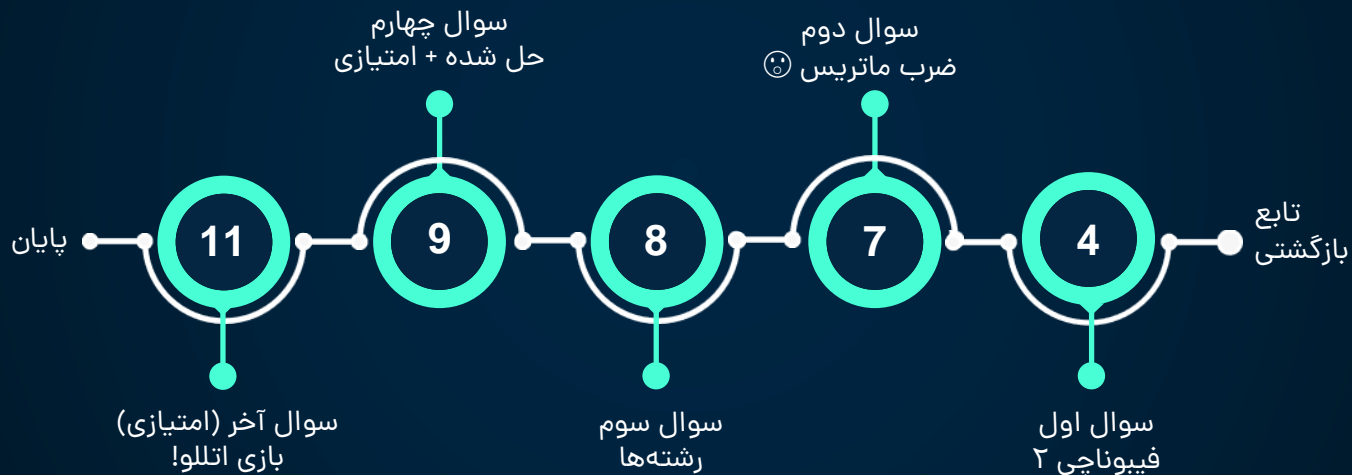 تابع
بازگشتی
4
سوال اول
فیبوناچی ۲
7
سوال دوم
ضرب ماتریس 😮
8
سوال سوم
رشته‌ها
9
سوال چهارم
حل شده + امتیازی
11
سوال آخر (امتیازی)
بازی اتللو!
پایان